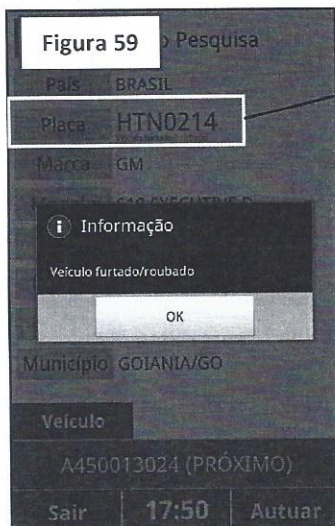 Figura 59
Pesquisa
País BRASIL
Placa HTN0214
Marca GM
Informação
Veículo furtado/roubado
OK
Município GOIANIA/GO
Veículo
A450013024 (PRÓXIMO)
Sair 17:50 Autuar